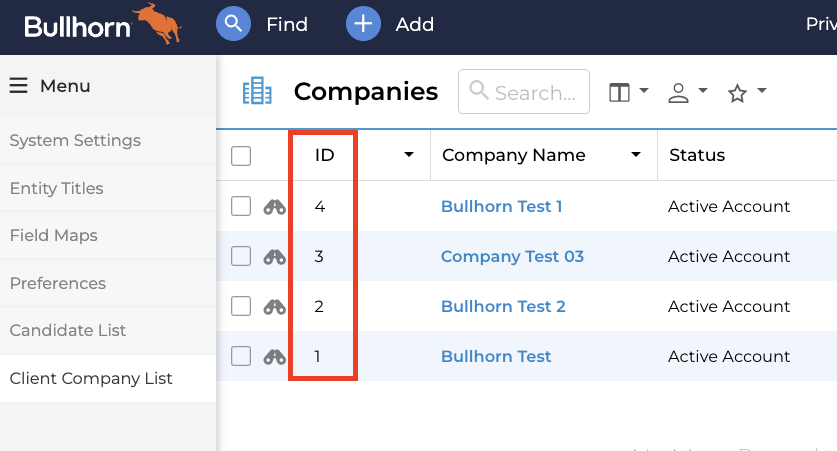 Bullhorn Find Add Priv
Menu
Companies Search...
System Settings
ID Company Name Status
Entity Titles
4 Bullhorn Test 1 Active Account
Field Maps
3 Company Test 03 Active Account
Preferences
2 Bullhorn Test 2 Active Account
Candidate List
1 Bullhorn Test Active Account
Client Company List